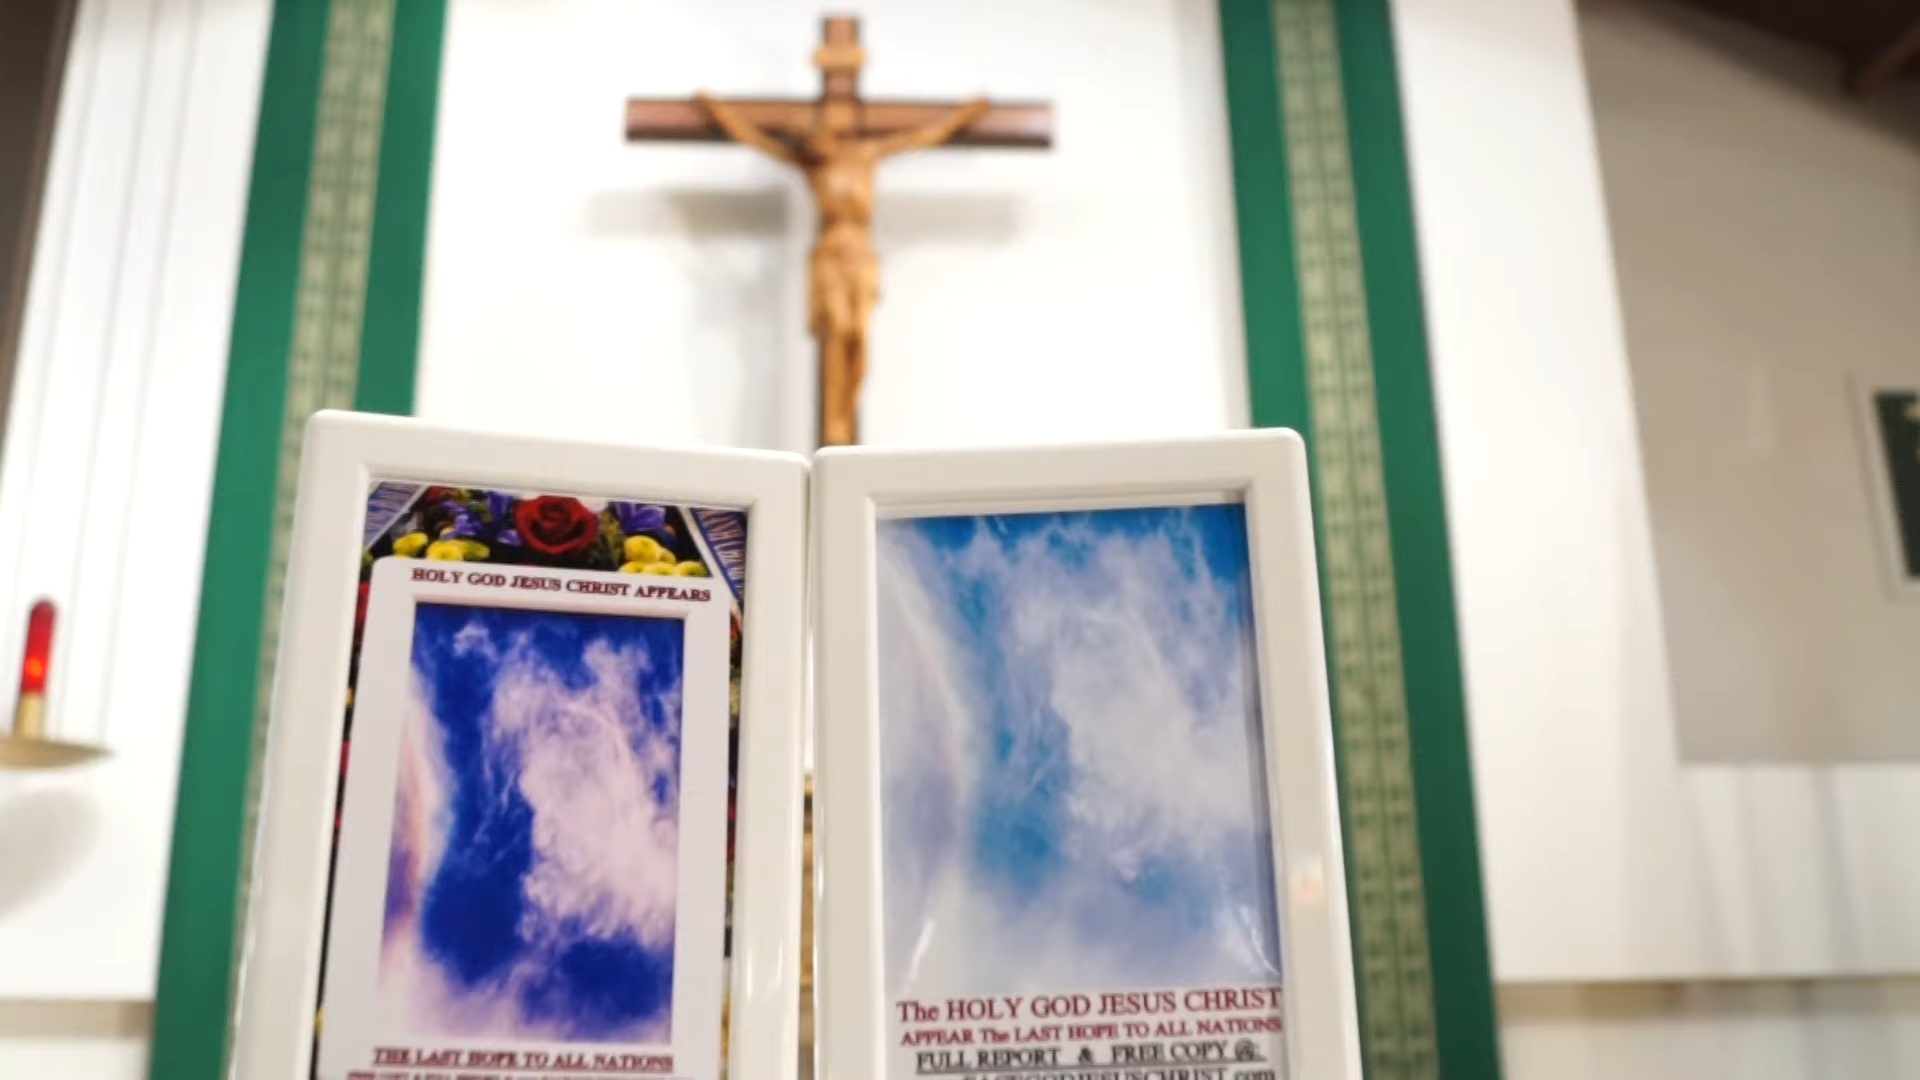 HOLY GOD JESUS CHRIST APPEARS
THE LAST HOPE TO ALL NATIONS
The HOLY GOD JESUS CHRIST
APPEAR The LAST HOPE TO ALL NATIONS
FULL REPORT & FREE COPY @: